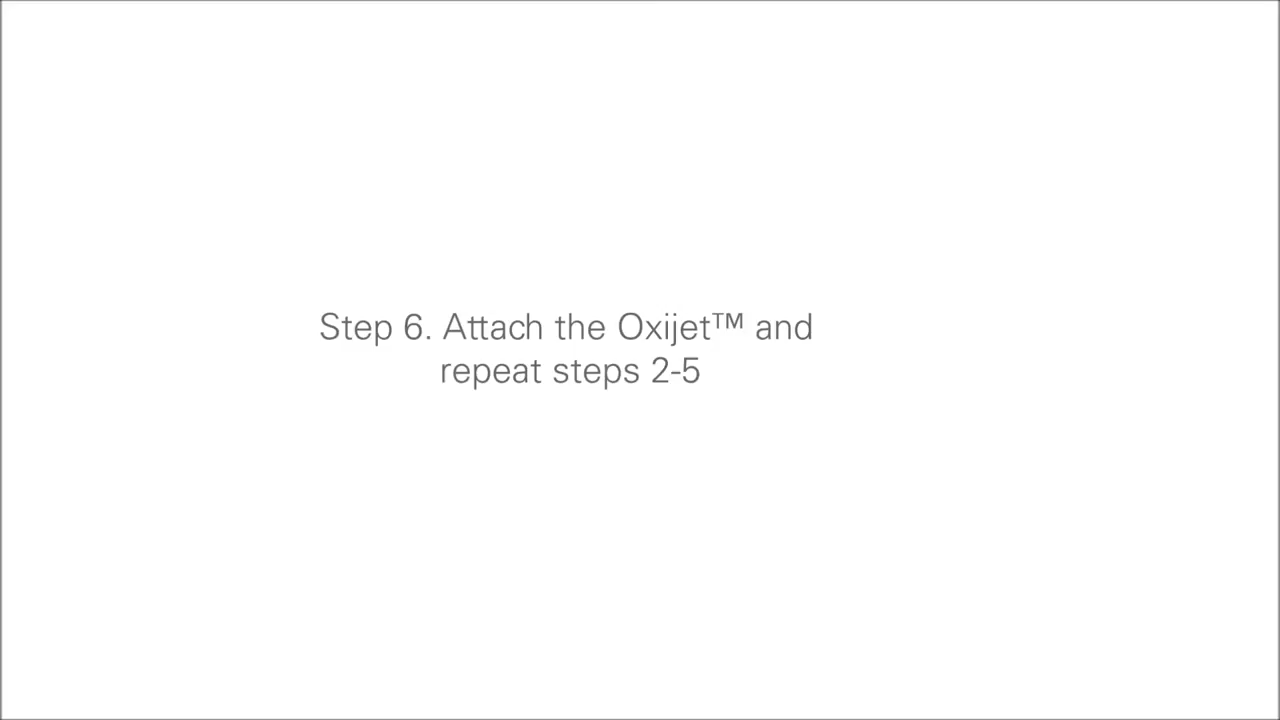 Step 6. Attach the Oxijet™ and
repeat steps 2-5